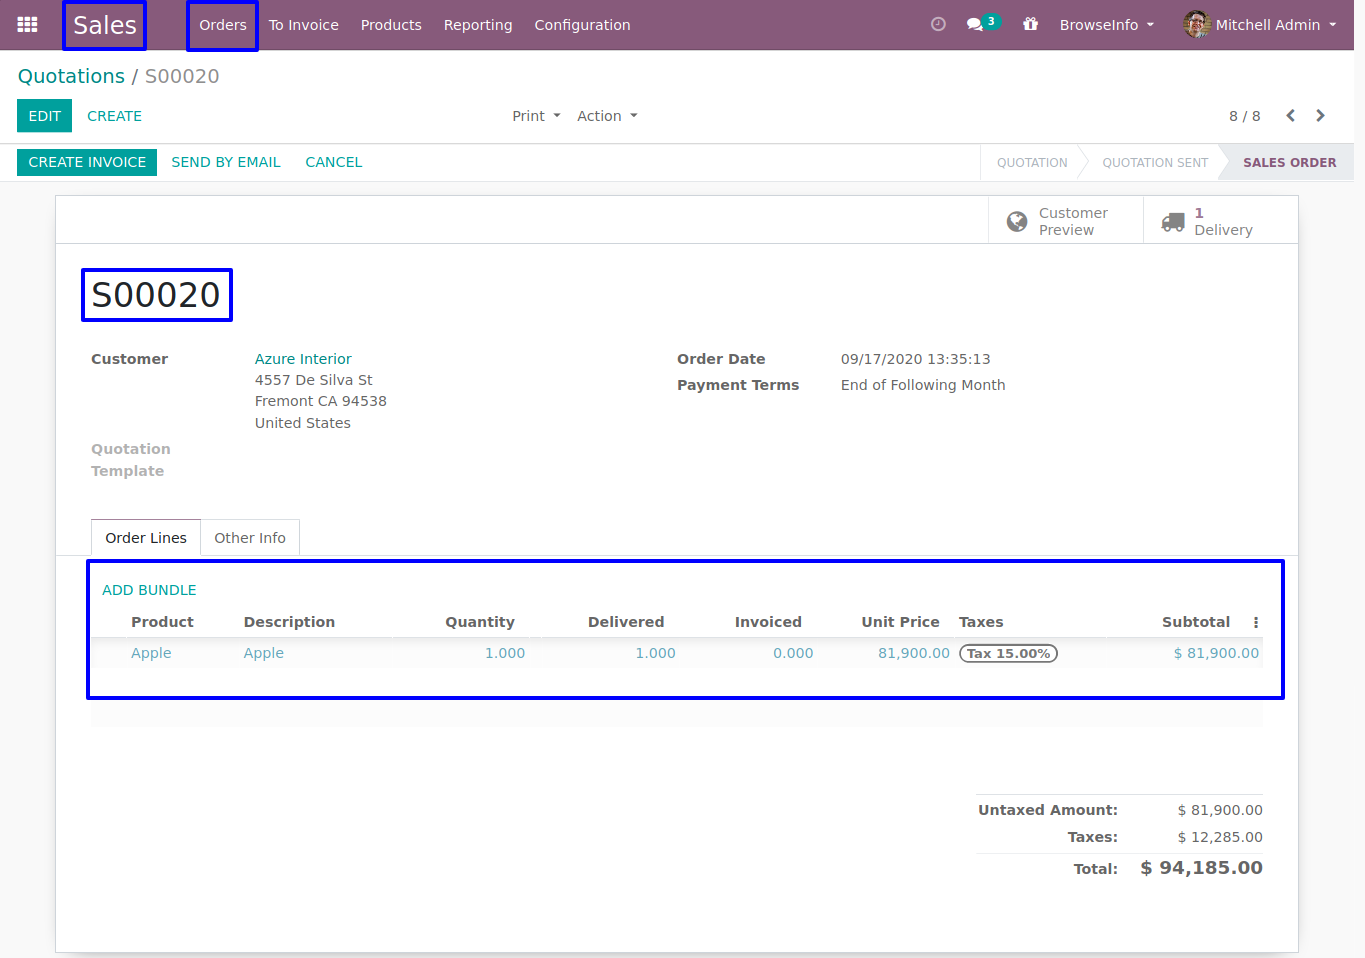 Sales Orders To Invoice Products Reporting Configuration 3 BrowseInfo Mitchell Admin
Quotations / S00020
EDIT CREATE Print Action 8 / 8
CREATE INVOICE SEND BY EMAIL CANCEL QUOTATION QUOTATION SENT SALES ORDER
Customer Preview 1 Delivery
S00020
Customer Azure Interior Order Date 09/17/2020 13:35:13
4557 De Silva St Payment Terms End of Following Month
Fremont CA 94538
United States
Quotation
Template
Order Lines Other Info
ADD BUNDLE
Product Description Quantity Delivered Invoiced Unit Price Taxes Subtotal
Apple Apple 1.000 1.000 0.000 81,900.00 Tax 15.00% $ 81,900.00
Untaxed Amount: $ 81,900.00
Taxes: $ 12,285.00
Total: $ 94,185.00